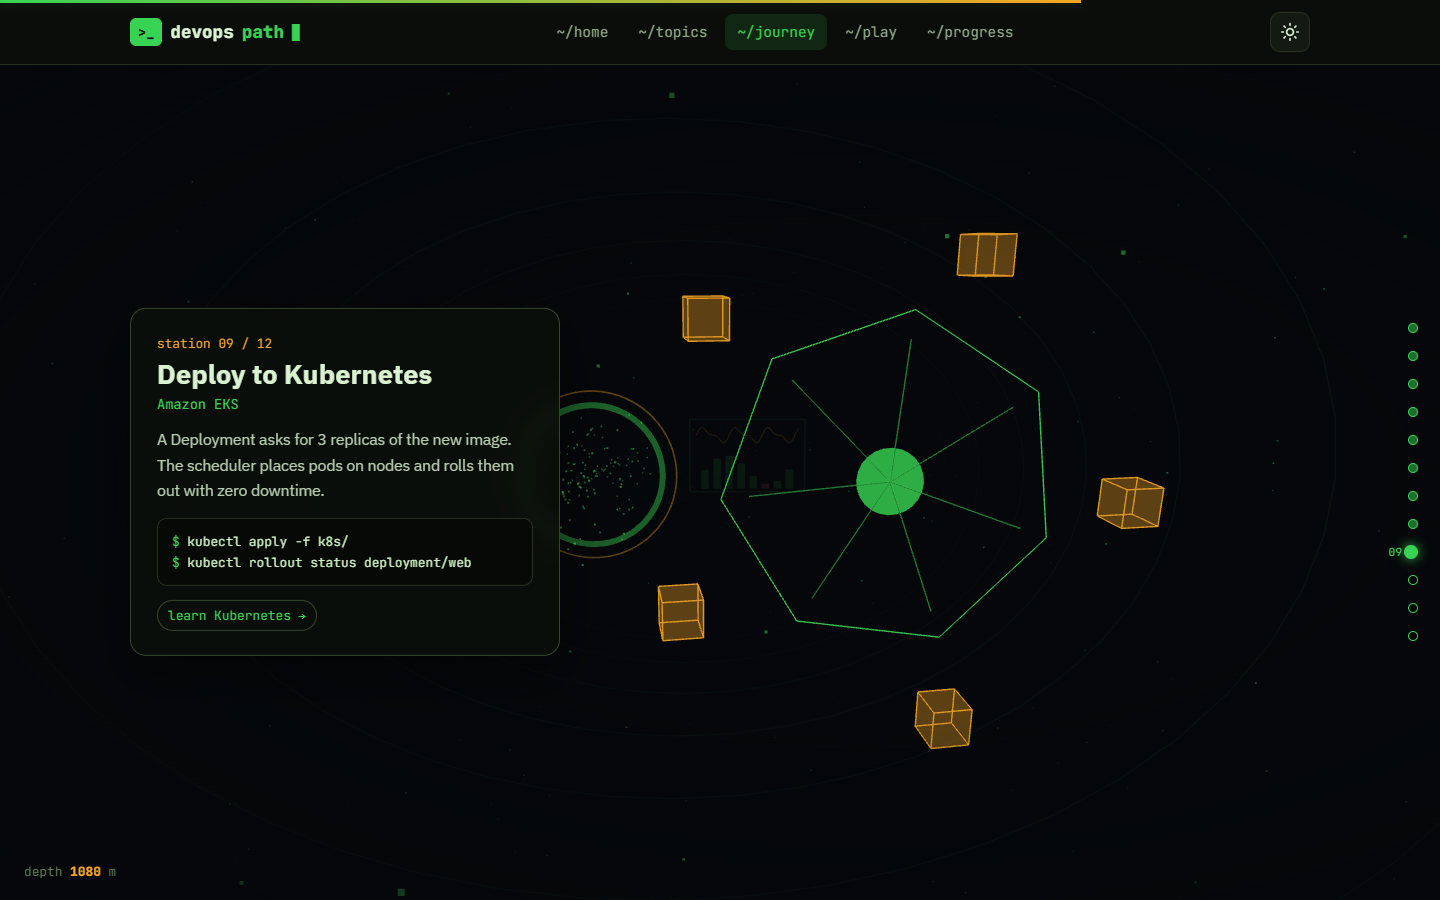 >_ devops path
~/home
~/topics
~/journey
~/play
~/progress
station 09 / 12
Deploy to Kubernetes
Amazon EKS
A Deployment asks for 3 replicas of the new image.
The scheduler places pods on nodes and rolls them
out with zero downtime.
$ kubectl apply -f k8s/
$ kubectl rollout status deployment/web
learn Kubernetes →
09
depth 1080 m